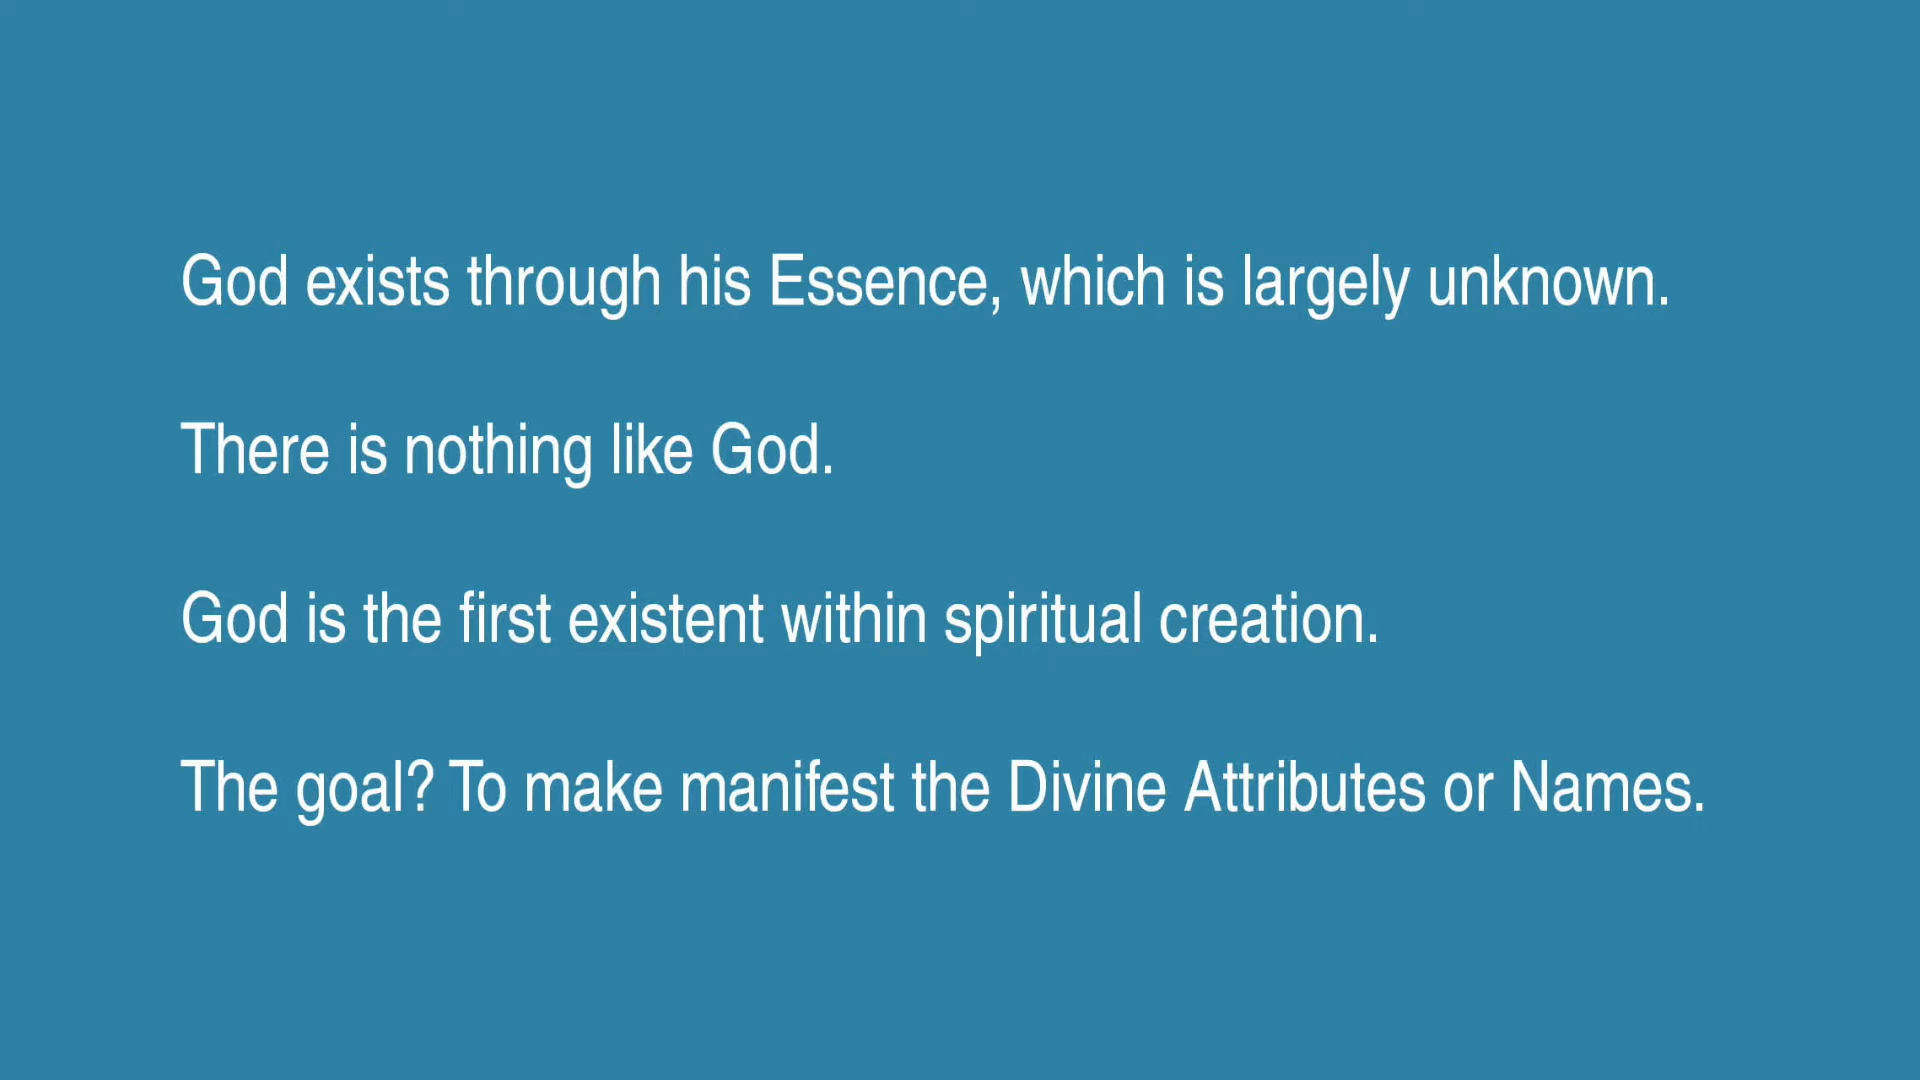 God exists through his Essence, which is largely unknown.
There is nothing like God.
God is the first existent within spiritual creation.
The goal? To make manifest the Divine Attributes or Names.